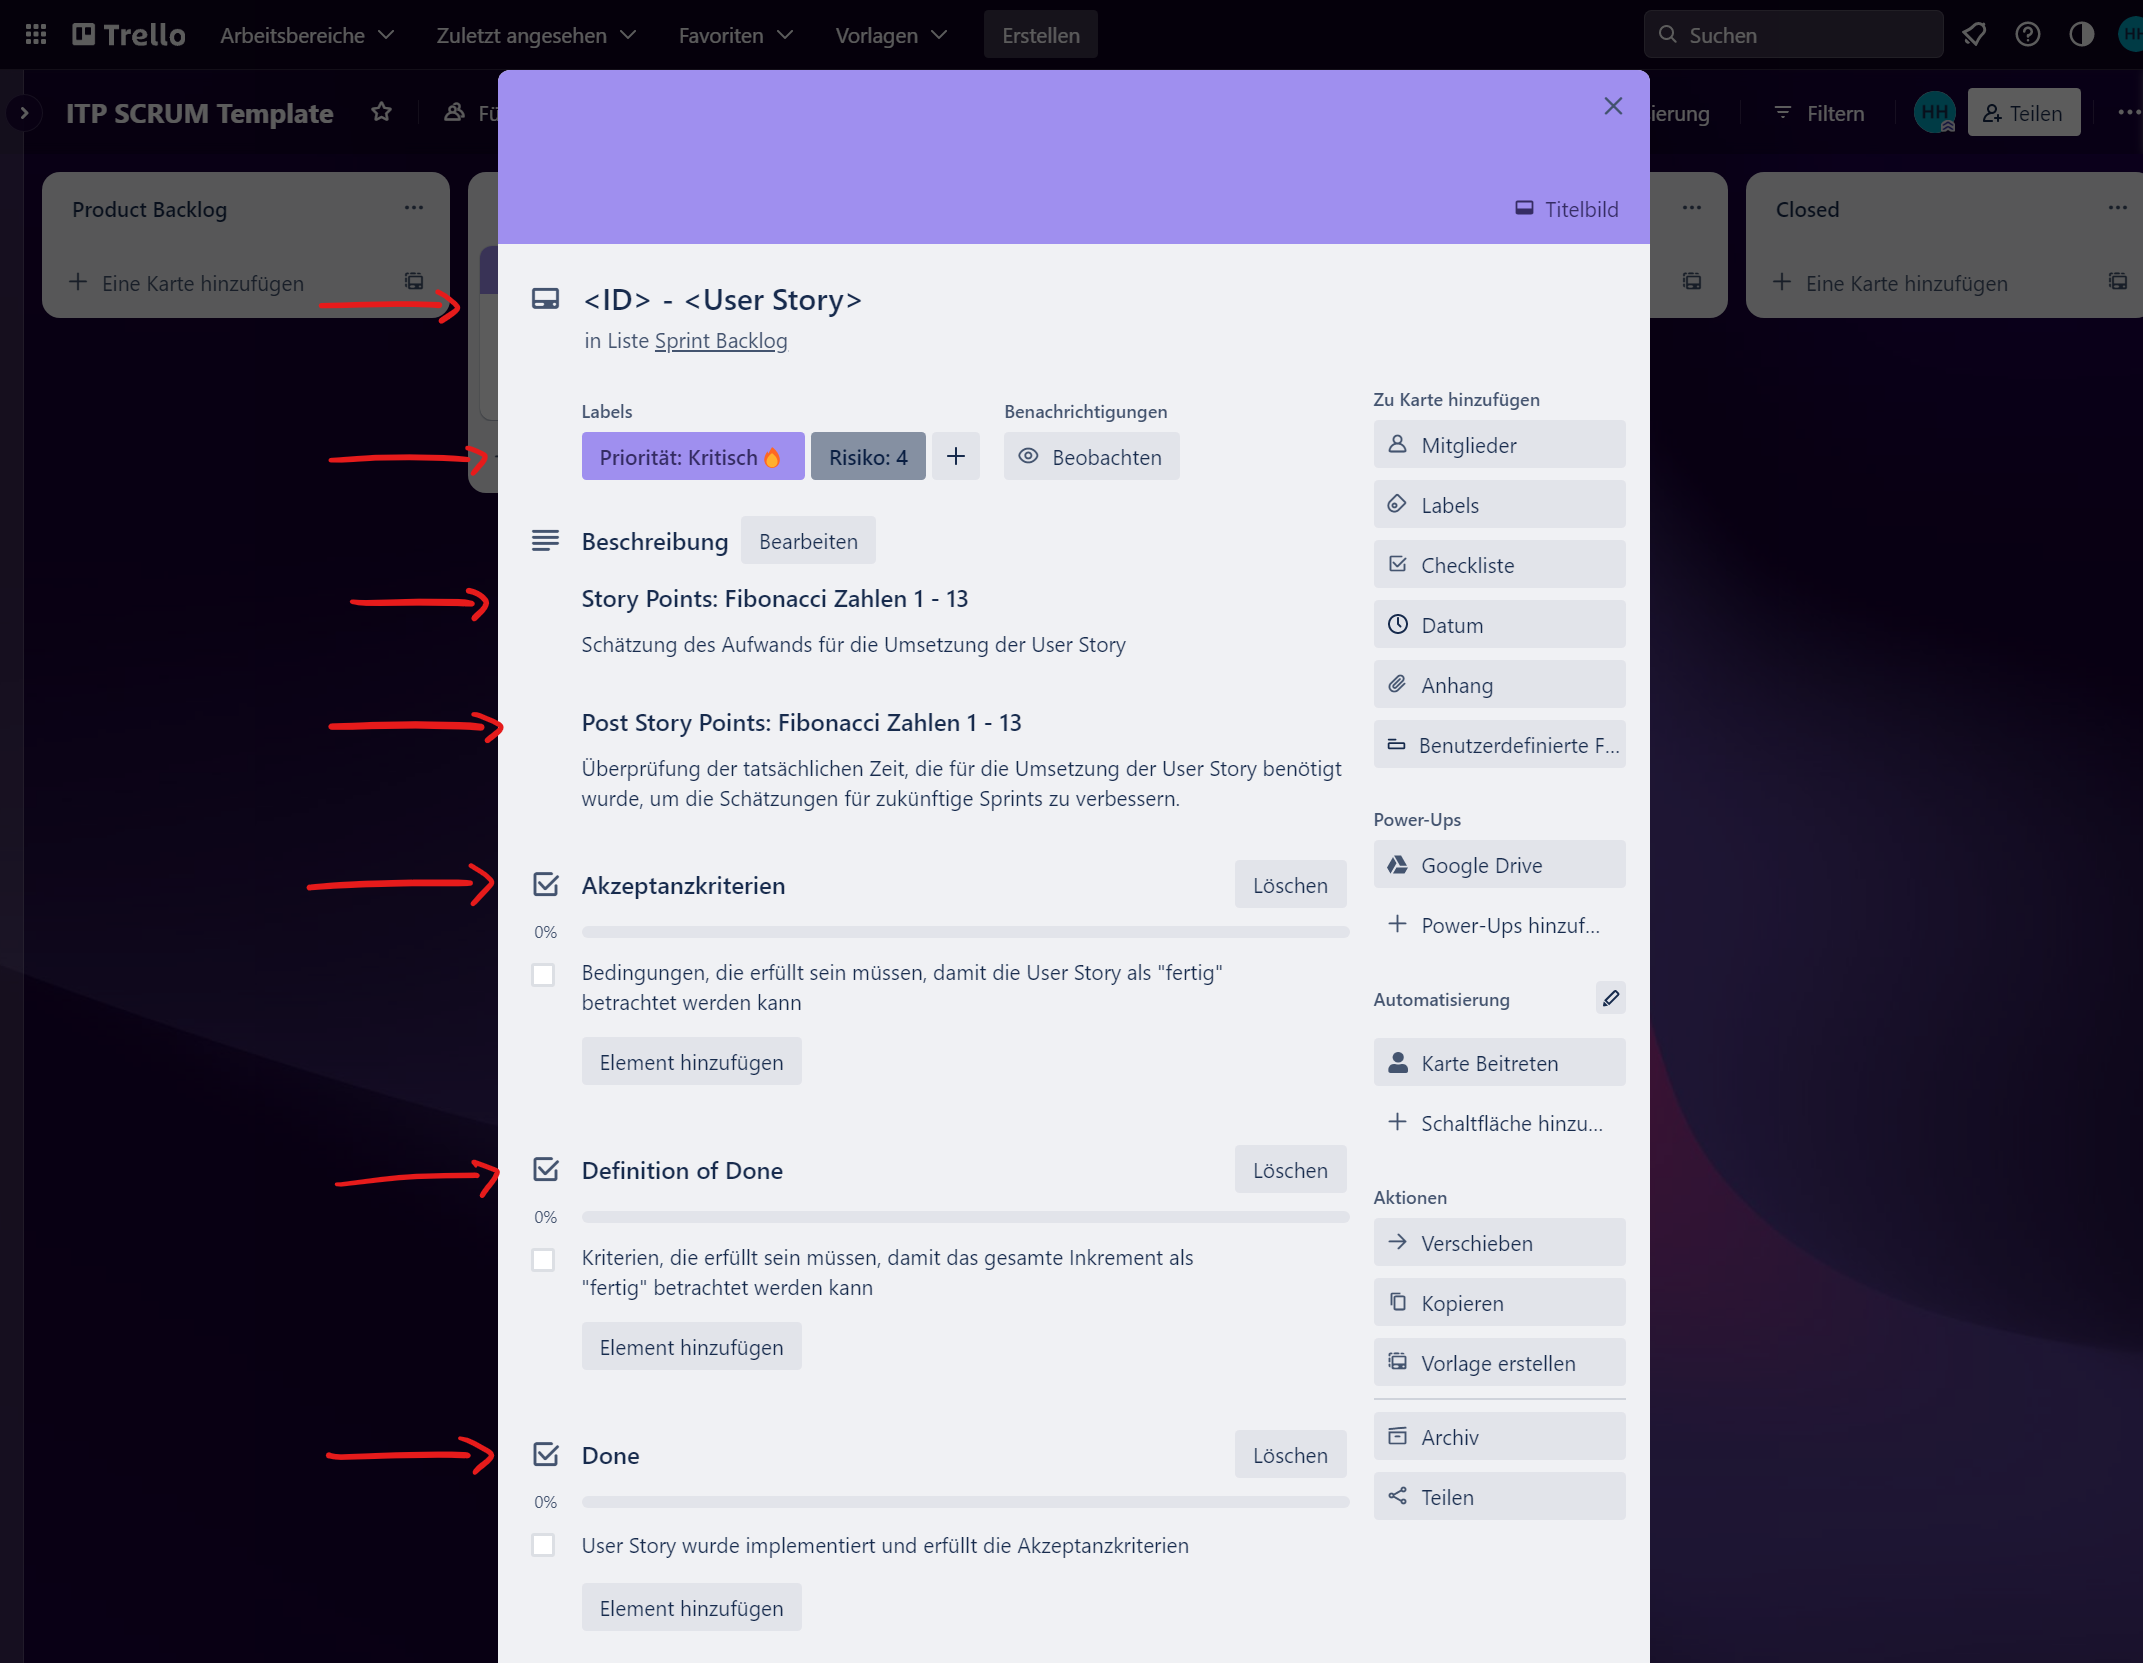 Trello
Arbeitsbereiche
Zuletzt angesehen
Favoriten
Vorlagen
Erstellen
Suchen
HH
ITP SCRUM Template
Fü
ierung
Filtern
HH
Teilen
Product Backlog
Eine Karte hinzufügen
Closed
Eine Karte hinzufügen
Titelbild
<ID> - <User Story>
in Liste Sprint Backlog
Labels
Benachrichtigungen
Priorität: Kritisch🔥
Risiko: 4
Beobachten
Beschreibung
Bearbeiten
Story Points: Fibonacci Zahlen 1 - 13
Schätzung des Aufwands für die Umsetzung der User Story
Post Story Points: Fibonacci Zahlen 1 - 13
Überprüfung der tatsächlichen Zeit, die für die Umsetzung der User Story benötigt
wurde, um die Schätzungen für zukünftige Sprints zu verbessern.
Akzeptanzkriterien
Löschen
0%
Bedingungen, die erfüllt sein müssen, damit die User Story als "fertig"
betrachtet werden kann
Element hinzufügen
Definition of Done
Löschen
0%
Kriterien, die erfüllt sein müssen, damit das gesamte Inkrement als
"fertig" betrachtet werden kann
Element hinzufügen
Done
Löschen
0%
User Story wurde implementiert und erfüllt die Akzeptanzkriterien
Element hinzufügen
Zu Karte hinzufügen
Mitglieder
Labels
Checkliste
Datum
Anhang
Benutzerdefinierte F...
Power-Ups
Google Drive
Power-Ups hinzuf...
Automatisierung
Karte Beitreten
Schaltfläche hinzu...
Aktionen
Verschieben
Kopieren
Vorlage erstellen
Archiv
Teilen